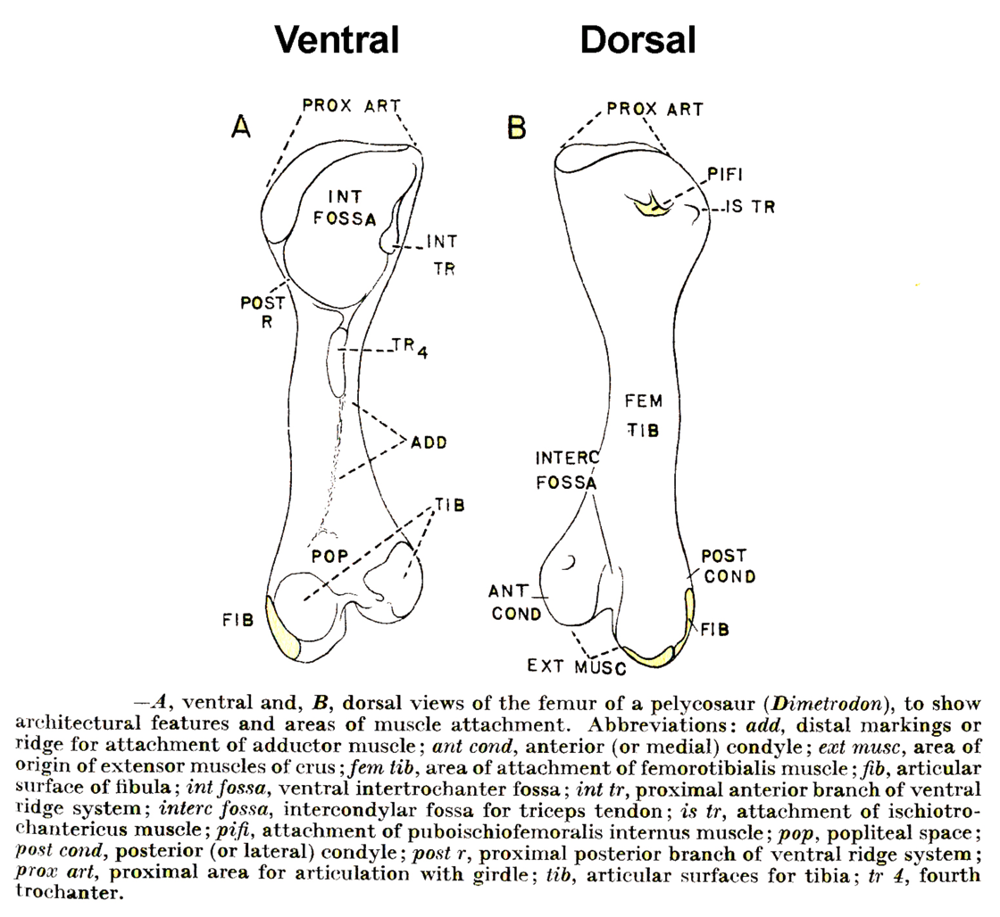 Ventral Dorsal
A
PROX ART
INT
FOSSA
INT
TR
POST
R
TR 4
ADD
TIB
POP
FIB
B
PROX ART
PIFI
IS TR
FEM
TIB
INTERC
FOSSA
POST
COND
ANT
COND
FIB
EXT MUSC
—A, ventral and, B, dorsal views of the femur of a pelycosaur (Dimetrodon), to show
architectural features and areas of muscle attachment. Abbreviations: add, distal markings or
ridge for attachment of adductor muscle; ant cond, anterior (or medial) condyle; ext musc, area of
origin of extensor muscles of crus; fem tib, area of attachment of femorotibialis muscle; fib, articular
surface of fibula; int fossa, ventral intertrochanter fossa; int tr, proximal anterior branch of ventral
ridge system; interc fossa, intercondylar fossa for triceps tendon; is tr, attachment of ischiotro-
chantericus muscle; pifi, attachment of puboischiofemoralis internus muscle; pop, popliteal space;
post cond, posterior (or lateral) condyle; post r, proximal posterior branch of ventral ridge system;
prox art, proximal area for articulation with girdle; tib, articular surfaces for tibia; tr 4, fourth
trochanter.